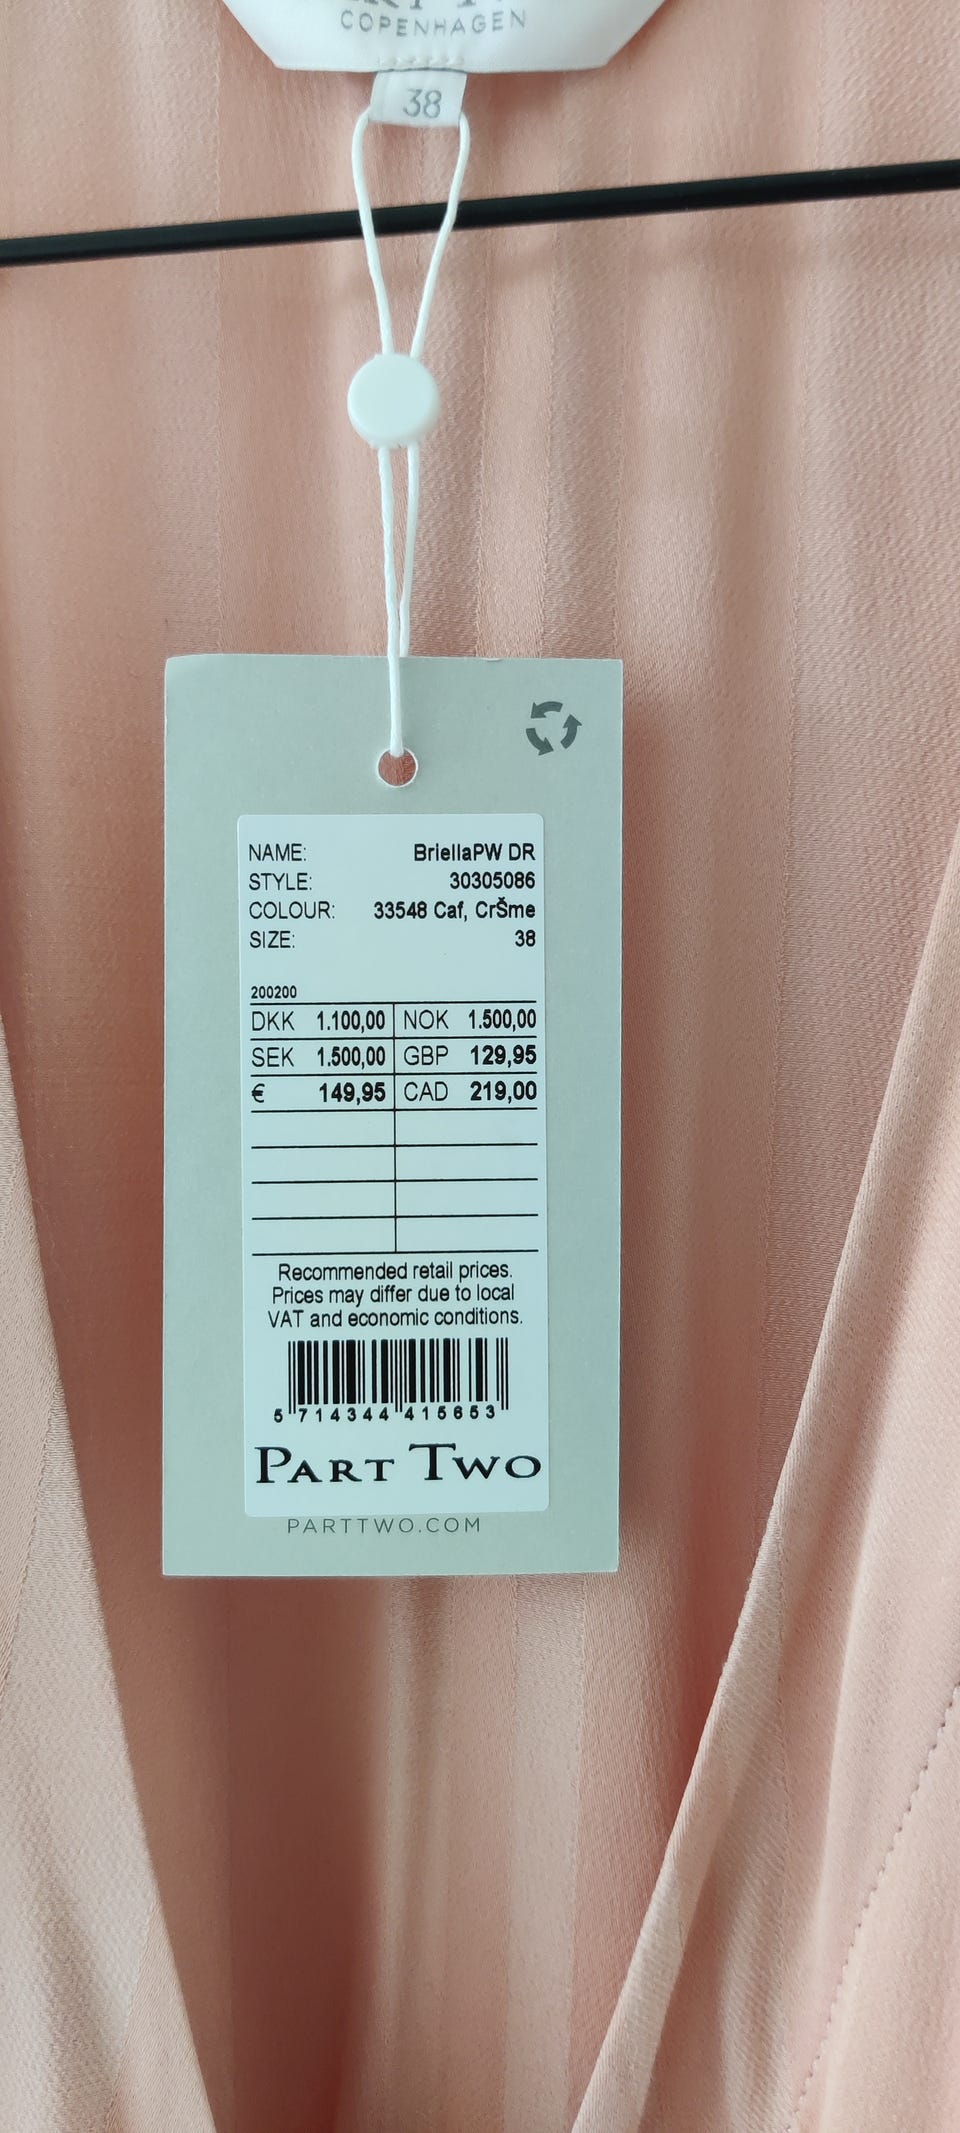 COPENHAGEN
38
NAME: BriellaPW DR
STYLE: 30305086
COLOUR: 33548 Caf, CrŠme
SIZE: 38
200200
DKK 1.100,00 NOK 1.500,00
SEK 1.500,00 GBP 129,95
€ 149,95 CAD 219,00
Recommended retail prices.
Prices may differ due to local
VAT and economic conditions.
5 714344 415653
PART TWO
PARTTWO.COM